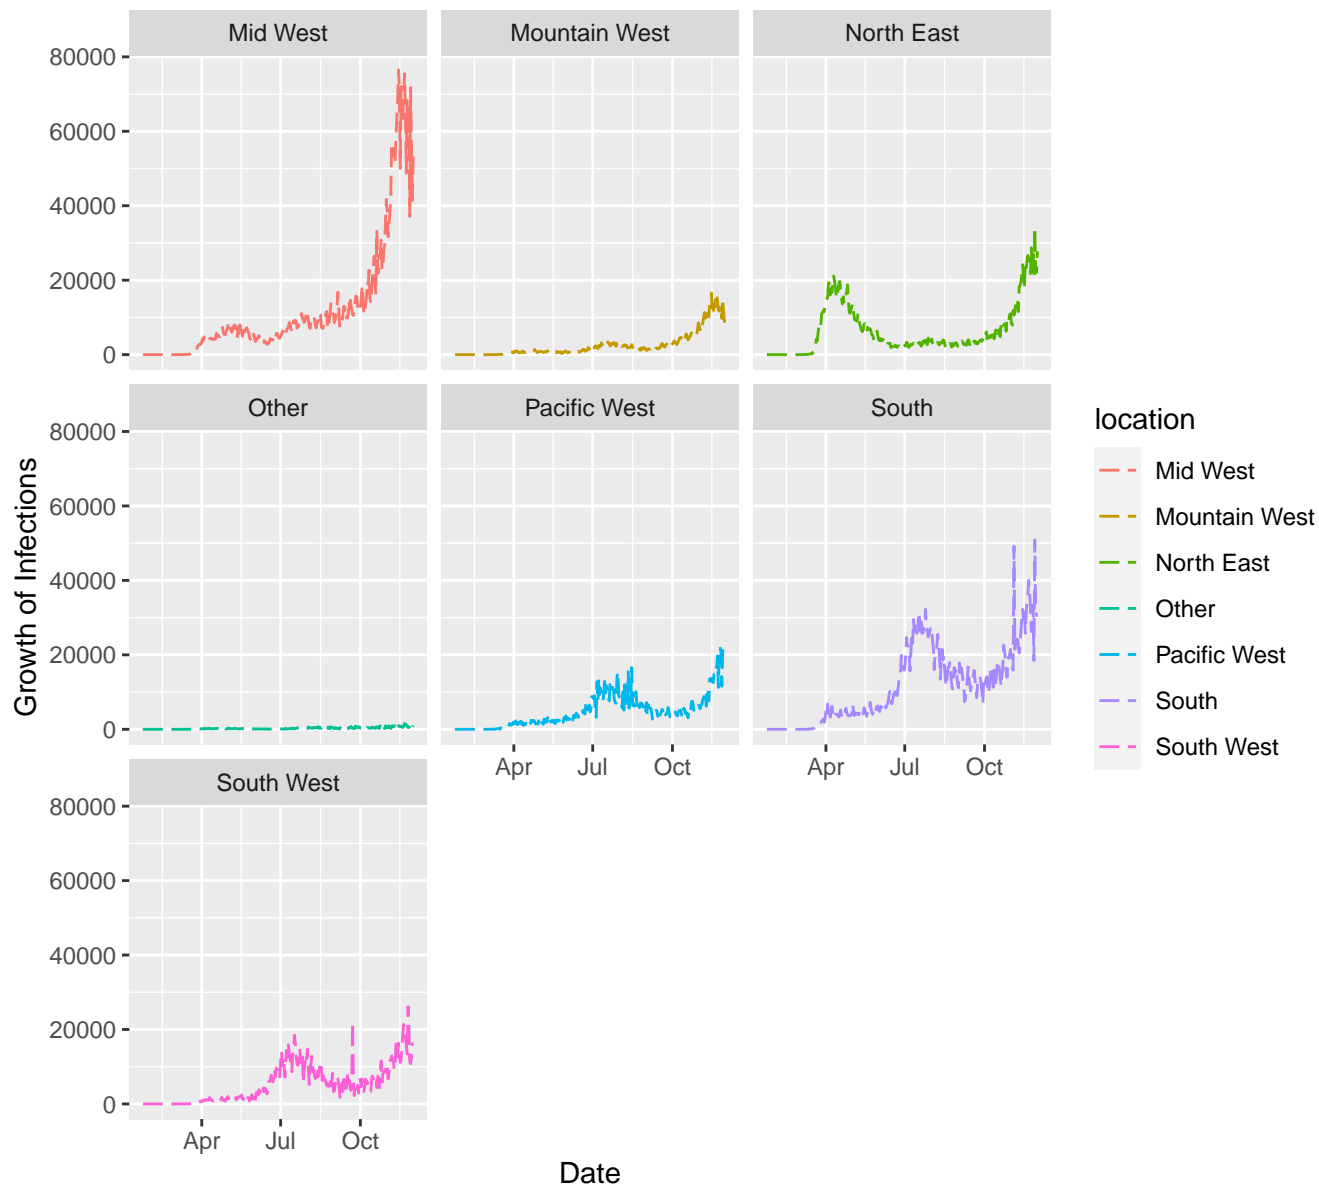 Mid West
Mountain West
North East
80000
60000
40000
20000
0
Other
Pacific West
South
80000
60000
40000
20000
0
Apr
Jul
Oct
Apr
Jul
Oct
South West
80000
60000
40000
20000
0
Apr
Jul
Oct
Growth of Infections
Date
location
Mid West
Mountain West
North East
Other
Pacific West
South
South West